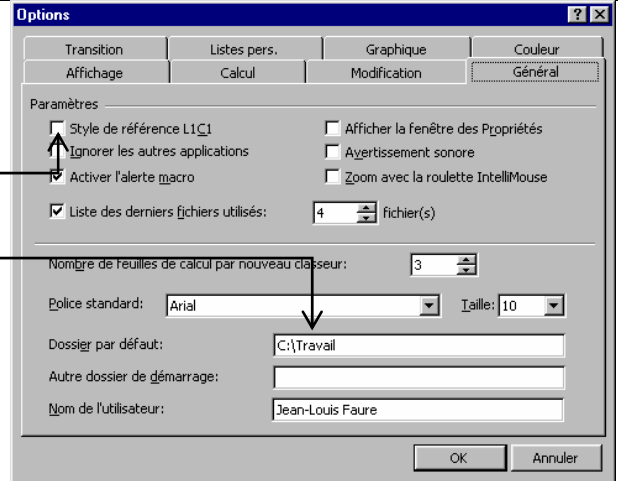 Options
Transition Listes pers. Graphique Couleur
Affichage Calcul Modification Général
Paramètres
Style de référence L1C1 Afficher la fenêtre des Propriétés
Ignorer les autres applications Avertissement sonore
Activer l'alerte macro Zoom avec la roulette IntelliMouse
Liste des derniers fichiers utilisés: 4 fichier(s)
Nombre de feuilles de calcul par nouveau classeur: 3
Police standard: Arial Taille: 10
Dossier par défaut: C:\Travail
Autre dossier de démarrage:
Nom de l'utilisateur: Jean-Louis Faure
OK Annuler